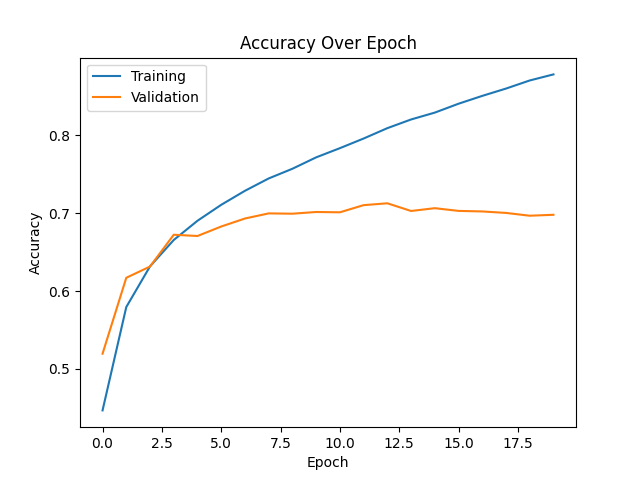 Accuracy Over Epoch
Training
Validation
Accuracy
0.8
0.7
0.6
0.5
0.0 2.5 5.0 7.5 10.0 12.5 15.0 17.5
Epoch